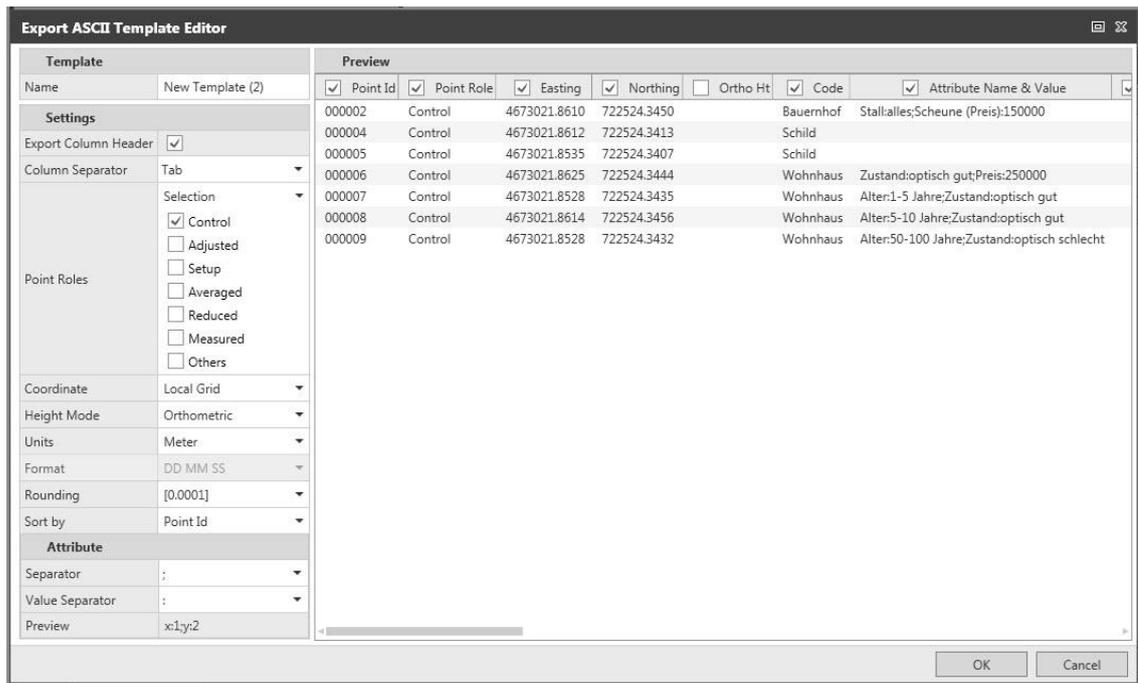 Export ASCII Template Editor
Template
Name New Template (2)
Settings
Export Column Header
Column Separator Tab
Point Roles
Selection
Control
Adjusted
Setup
Averaged
Reduced
Measured
Others
Coordinate Local Grid
Height Mode Orthometric
Units Meter
Format DD MM SS
Rounding [0.0001]
Sort by Point Id
Attribute
Separator ;
Value Separator :
Preview x:1;y:2
Preview
Point Id Point Role Easting Northing Ortho Ht Code Attribute Name & Value
000002 Control 4673021.8610 722524.3450 Bauernhof Stall:alles;Scheune (Preis):150000
000004 Control 4673021.8612 722524.3413 Schild
000005 Control 4673021.8535 722524.3407 Schild
000006 Control 4673021.8625 722524.3444 Wohnhaus Zustand:optisch gut;Preis:250000
000007 Control 4673021.8528 722524.3435 Wohnhaus Alter:1-5 Jahre;Zustand:optisch gut
000008 Control 4673021.8614 722524.3456 Wohnhaus Alter:5-10 Jahre;Zustand:optisch gut
000009 Control 4673021.8528 722524.3432 Wohnhaus Alter:50-100 Jahre;Zustand:optisch schlecht
OK Cancel